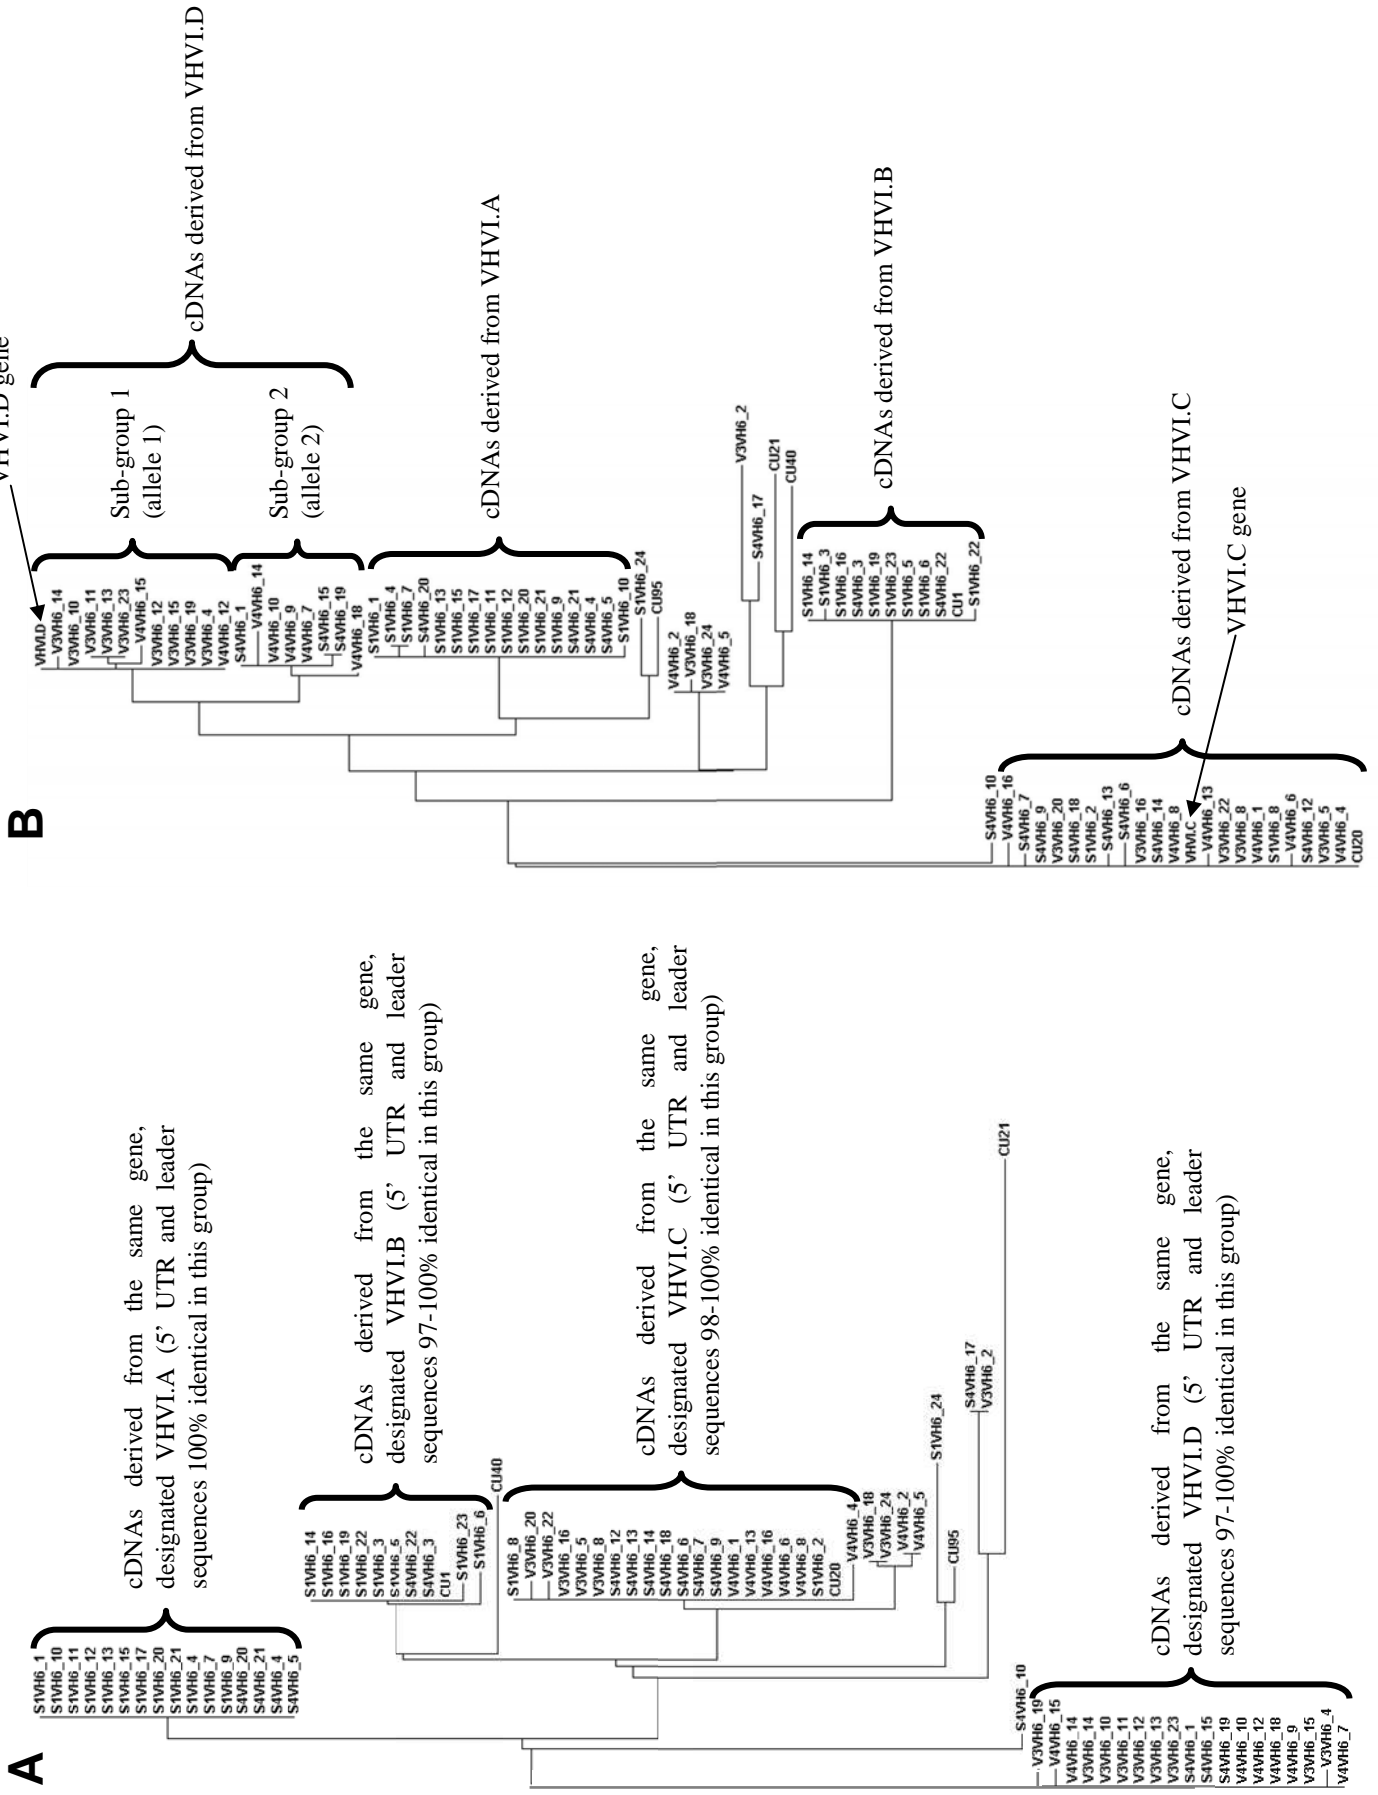 A
S1VH6_1
S1VH6_10
S1VH6_11
S1VH6_12
S1VH6_13
S1VH6_15
S1VH6_17
S1VH6_20
S1VH6_21
S1VH6_4
S1VH6_7
S1VH6_9
S4VH6_20
S4VH6_21
S4VH6_4
S4VH6_5
cDNAs derived from the same gene,
designated VHVI.A (5’ UTR and leader
sequences 100% identical in this group)
S1VH6_14
S1VH6_16
S1VH6_19
S1VH6_22
S1VH6_3
S1VH6_5
S4VH6_22
S4VH6_3
CU1
S1VH6_23
S1VH6_6
CU40
cDNAs derived from the same gene,
designated VHVI.B (5’ UTR and leader
sequences 97-100% identical in this group)
S1VH6_8
V3VH6_20
V3VH6_22
V3VH6_16
V3VH6_5
V3VH6_8
S4VH6_12
S4VH6_13
S4VH6_14
S4VH6_18
S4VH6_6
S4VH6_7
S4VH6_9
V4VH6_1
V4VH6_13
V4VH6_16
V4VH6_6
V4VH6_8
S1VH6_2
CU20
V4VH6_4
cDNAs derived from the same gene,
designated VHVI.C (5’ UTR and leader
sequences 98-100% identical in this group)
V3VH6_18
V3VH6_24
V4VH6_2
V4VH6_5
S1VH6_24
CU95
S4VH6_17
V3VH6_2
CU21
S4VH6_10
V3VH6_19
V4VH6_15
V4VH6_14
V3VH6_14
V3VH6_10
V3VH6_11
V3VH6_12
V3VH6_13
V3VH6_23
S4VH6_1
S4VH6_15
S4VH6_19
V4VH6_10
V4VH6_12
V4VH6_18
V4VH6_9
V3VH6_15
V3VH6_4
V4VH6_7
cDNAs derived from the same gene,
designated VHVI.D (5’ UTR and leader
sequences 97-100% identical in this group)
B
VHVI.D gene
VHVI.D
V3VH6_14
V3VH6_10
V3VH6_11
V3VH6_13
V3VH6_23
V4VH6_15
V3VH6_12
V3VH6_15
V3VH6_19
V3VH6_4
V4VH6_12
Sub-group 1
(allele 1)
S4VH6_1
V4VH6_14
V4VH6_10
V4VH6_9
V4VH6_7
S4VH6_15
S4VH6_19
V4VH6_18
Sub-group 2
(allele 2)
cDNAs derived from VHVI.D
S1VH6_1
S1VH6_4
S1VH6_7
S4VH6_20
S1VH6_13
S1VH6_15
S1VH6_17
S1VH6_11
S1VH6_12
S1VH6_20
S1VH6_21
S1VH6_9
S4VH6_21
S4VH6_4
S4VH6_5
S1VH6_10
cDNAs derived from VHVI.A
S1VH6_24
CU95
V4VH6_2
V3VH6_18
V3VH6_24
V4VH6_5
V3VH6_2
S4VH6_17
CU21
CU40
S1VH6_14
S1VH6_3
S1VH6_16
S4VH6_3
S1VH6_19
S1VH6_23
S1VH6_5
S1VH6_6
S4VH6_22
CU1
S1VH6_22
cDNAs derived from VHVI.B
S4VH6_10
V4VH6_16
S4VH6_7
S4VH6_9
V3VH6_20
S4VH6_18
S1VH6_2
S4VH6_13
S4VH6_6
V3VH6_16
S4VH6_14
V4VH6_8
VHVI.C
V4VH6_13
V3VH6_22
V3VH6_8
V4VH6_1
S1VH6_8
V4VH6_6
S4VH6_12
V3VH6_5
V4VH6_4
CU20
cDNAs derived from VHVI.C
VHVI.C gene